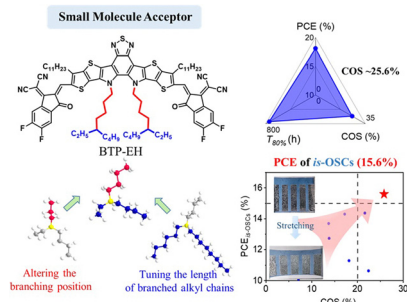 Small Molecule Acceptor
C₁₁H₂₃
C₁₁H₂₃
N
S
N
S
S
S
S
N
N
NC
CN
O
O
NC
CN
F
F
F
F
C₂H₅
C₄H₉
C₄H₉
C₂H₅
BTP-EH
Altering the
branching position
Tuning the length
of branched alkyl chains
PCE (%)
20
15
10
0
0
COS ~25.6%
800
T80% (h)
35
COS (%)
PCE of is-OSCs (15.6%)
PCEis-OSCs (%)
16
14
12
10
Stretching
0
10
20
30
COS (%)